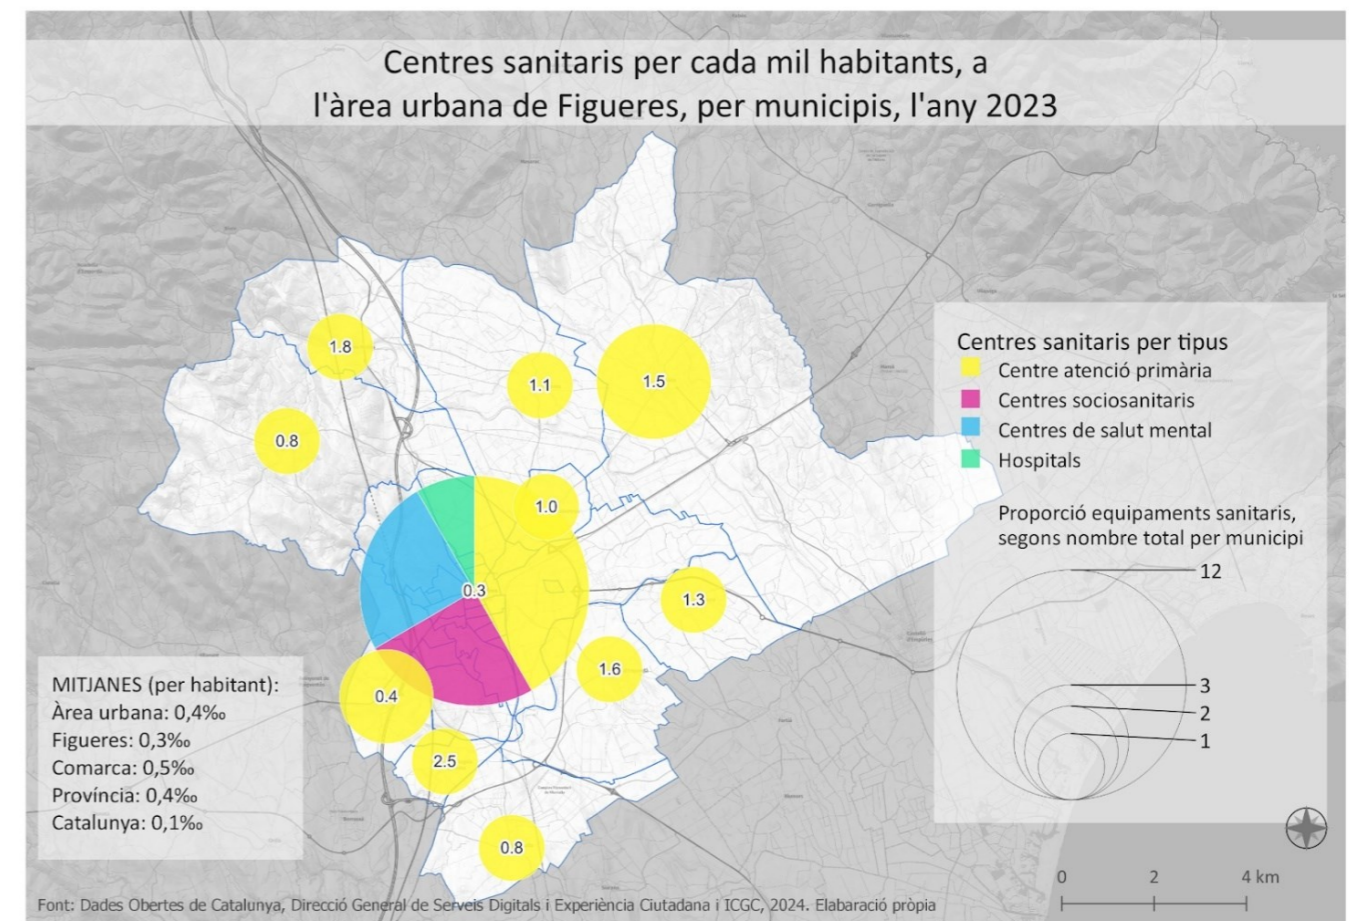 Centres sanitaris per cada mil habitants, a
l'àrea urbana de Figueres, per municipis, l'any 2023
1.8
1.1
1.5
0.8
1.0
0.3
1.3
1.6
0.4
2.5
0.8
Centres sanitaris per tipus
Centre atenció primària
Centres sociosanitaris
Centres de salut mental
Hospitals
Proporció equipaments sanitaris,
segons nombre total per municipi
12
3
2
1
MITJANES (per habitant):
Àrea urbana: 0,4‰
Figueres: 0,3‰
Comarca: 0,5‰
Província: 0,4‰
Catalunya: 0,1‰
0 2 4 km
Font: Dades Obertes de Catalunya, Direcció General de Serveis Digitals i Experiència Ciutadana i ICGC, 2024. Elabaració pròpia